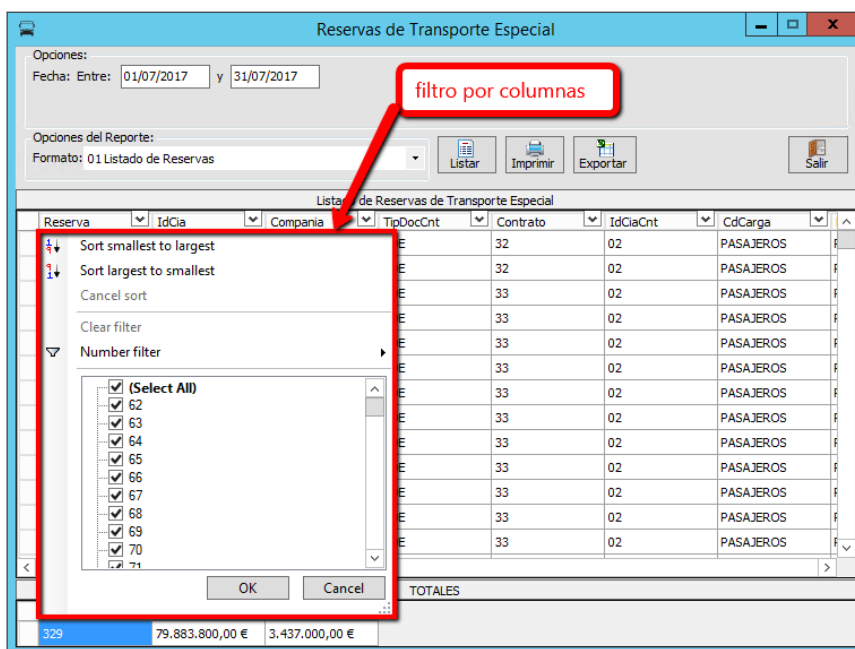 Reservas de Transporte Especial
Opciones:
Fecha: Entre: 01/07/2017 y 31/07/2017
filtro por columnas
Opciones del Reporte:
Formato: 01 Listado de Reservas
Listar Imprimir Exportar Salir
Listado de Reservas de Transporte Especial
Reserva IdCia Compania TipDocCnt Contrato IdCiaCnt CdCarga
Sort smallest to largest
Sort largest to smallest
Cancel sort
Clear filter
Number filter
(Select All)
62
63
64
65
66
67
68
69
70
71
OK Cancel
E 32 02 PASAJEROS
E 32 02 PASAJEROS
E 33 02 PASAJEROS
E 33 02 PASAJEROS
E 33 02 PASAJEROS
E 33 02 PASAJEROS
E 33 02 PASAJEROS
E 33 02 PASAJEROS
E 33 02 PASAJEROS
E 33 02 PASAJEROS
E 33 02 PASAJEROS
E 33 02 PASAJEROS
E 33 02 PASAJEROS
TOTALES
329 79.883.800,00 € 3.437.000,00 €